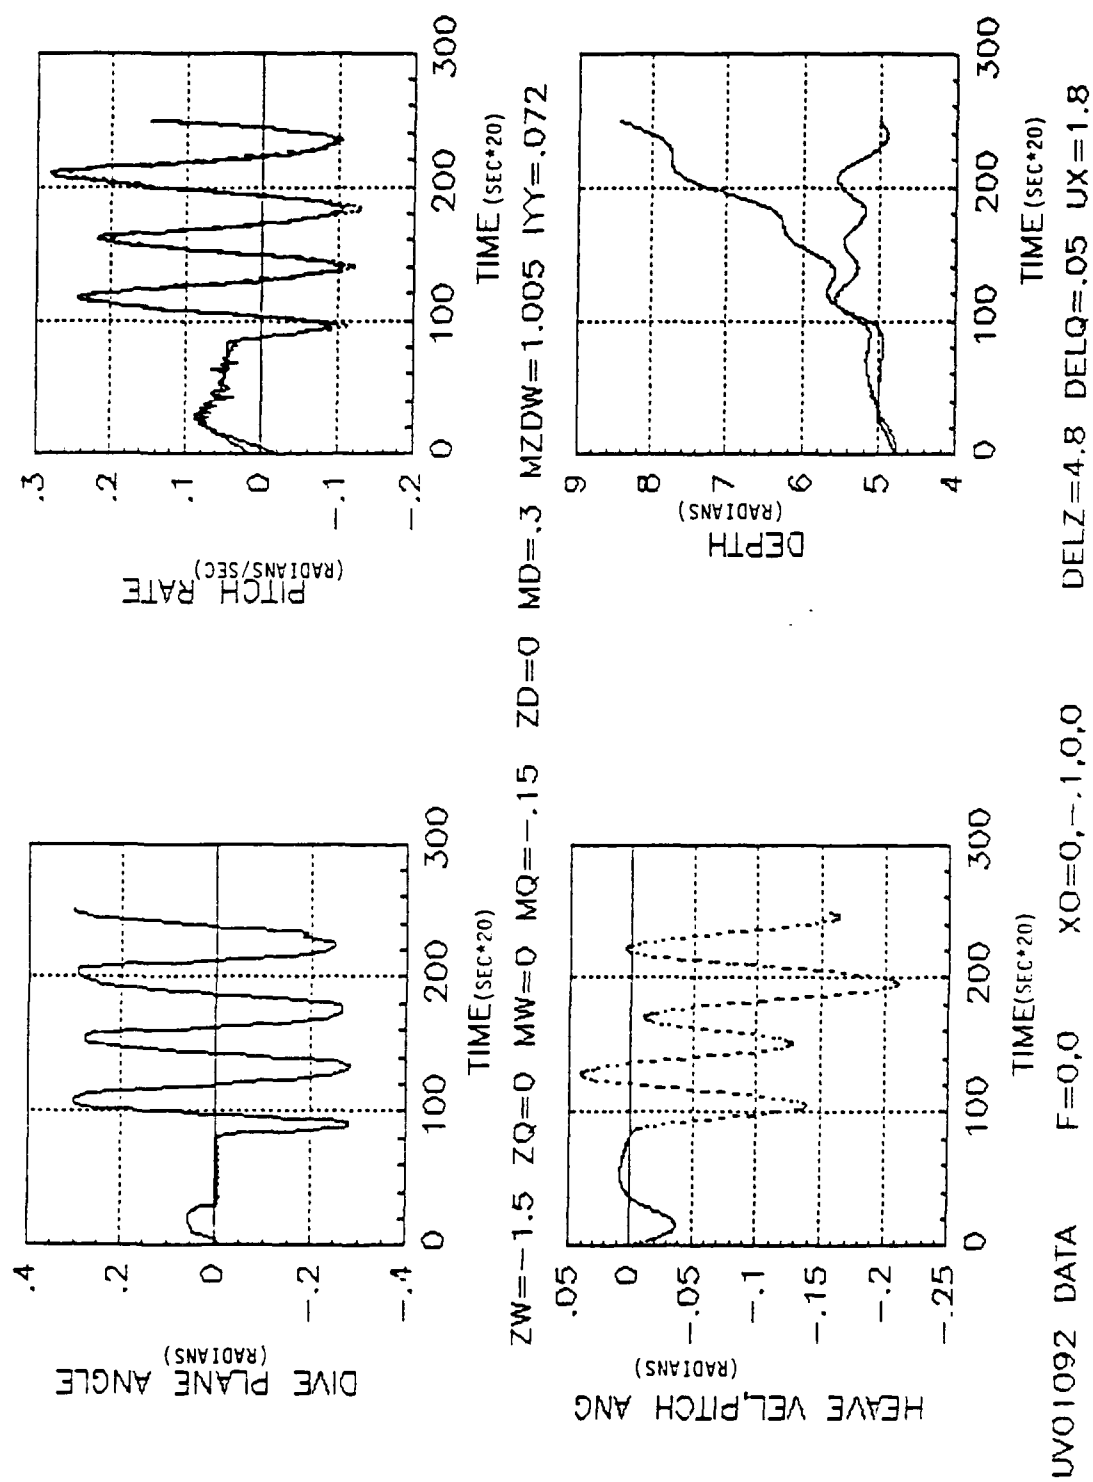 DIVE PLANE ANGLE
(RADIANS)
.4
.2
0
-.2
-.4
0 100 200 300
TIME(SEC*20)
PITCH RATE
(RADIANS/SEC)
.3
.2
.1
0
-.1
-.2
0 100 200 300
TIME(SEC*20)
ZW=-1.5 ZQ=0 MW=0 MQ=-.15 ZD=0 MD=.3 MZDW=1.005 IYY=.072
HEAVE VEL,PITCH ANG
(RADIANS)
.05
0
-.05
-.1
-.15
-.2
-.25
0 100 200 300
TIME(SEC*20)
DEPTH
(RADIANS)
9
8
7
6
5
4
0 100 200 300
TIME(SEC*20)
UV01092 DATA F=0,0 XO=0,-.1,0,0 DELZ=4.8 DELQ=.05 UX=1.8